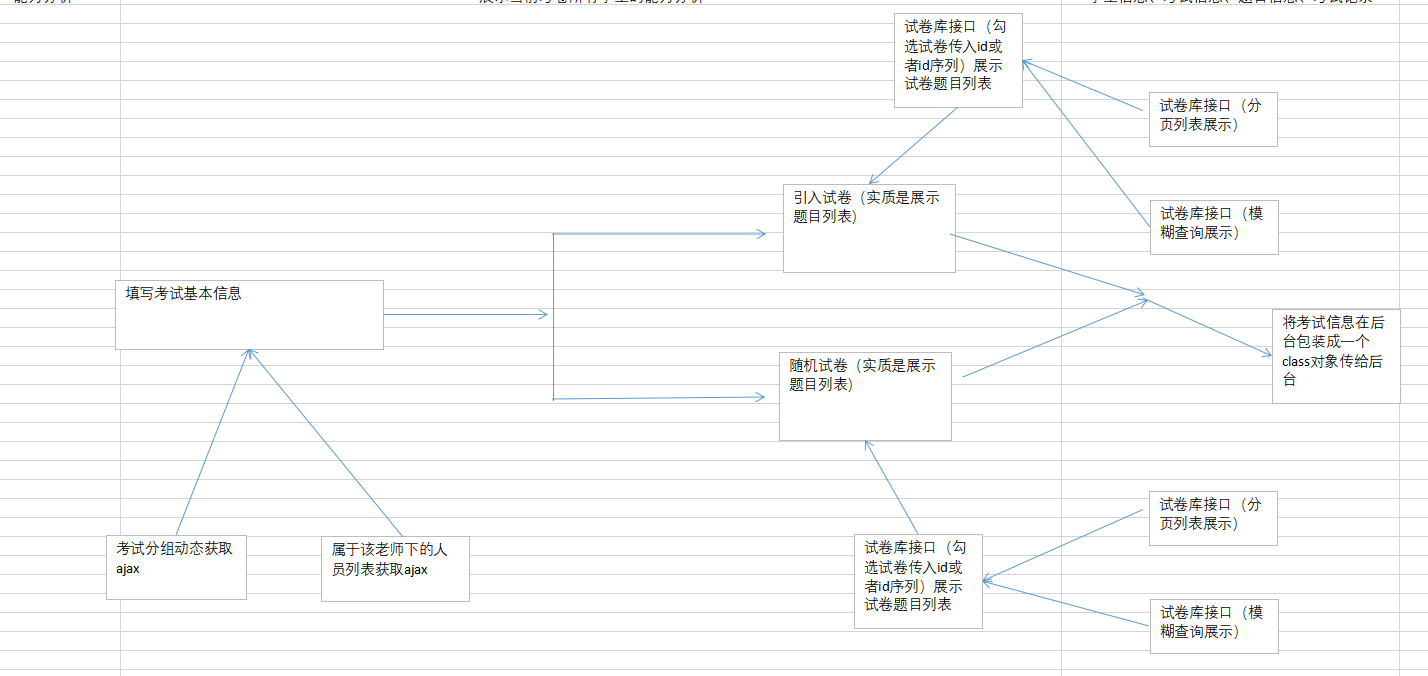 试卷库接口（勾
选试卷传入id或
者id序列）展示
试卷题目列表
试卷库接口（分
页列表展示）
引入试卷（实质是展示
题目列表）
试卷库接口（模
糊查询展示）
填写考试基本信息
将考试信息在后
台包装成一个
class对象传给后
台
随机试卷（实质是展示
题目列表）
试卷库接口（分
页列表展示）
考试分组动态获取
ajax
属于该老师下的人
员列表获取ajax
试卷库接口（勾
选试卷传入id或
者id序列）展示
试卷题目列表
试卷库接口（模
糊查询展示）